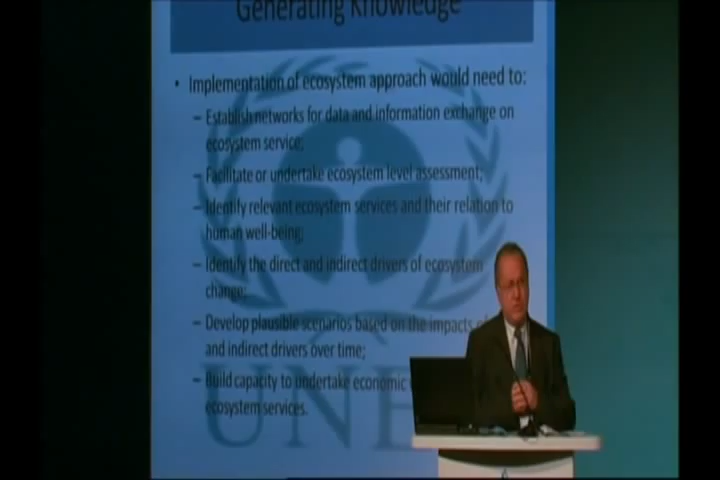 Generating Knowledge
• Implementation of ecosystem approach would need to:
– Establish networks for data and information exchange on
ecosystem service;
– Facilitate or undertake ecosystem level assessment;
– Identify relevant ecosystem services and their relation to
human well-being;
– Identify the direct and indirect drivers of ecosystem
change;
– Develop plausible scenarios based on the impacts of
and indirect drivers over time;
– Build capacity to undertake economic
ecosystem services.
UNE